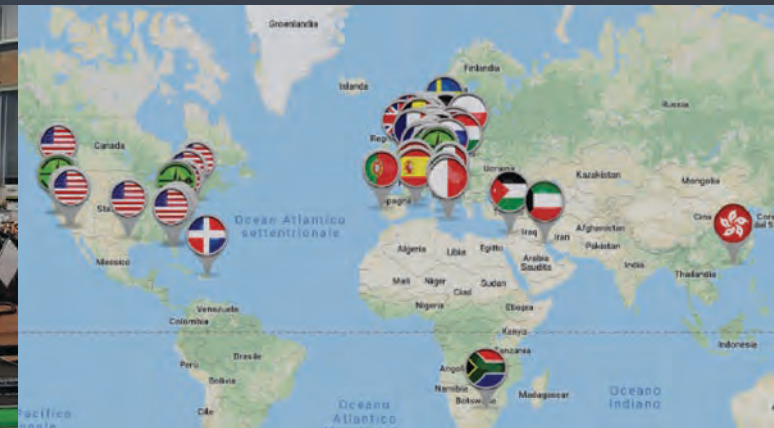 Groenlandia
Islanda
Finlandia
Russia
Canada
Ucraina
Kazakistan
Mongolia
Oceano Atlantico
settentrionale
Cina
Iraq
Iran
Afghanistan
Pakistan
Messico
Algeria
Libia
Egitto
Arabia
Saudita
India
Thailandia
Mali
Niger
Ciad
Sudan
Nigeria
Etiopia
Venezuela
Colombia
Kenya
Tanzania
Indonesia
Perù
Brasile
Bolivia
Angola
Namibia
Botswana
Madagascar
Oceano
Indiano
Cile
Oceano
Atlantico
Pacifico